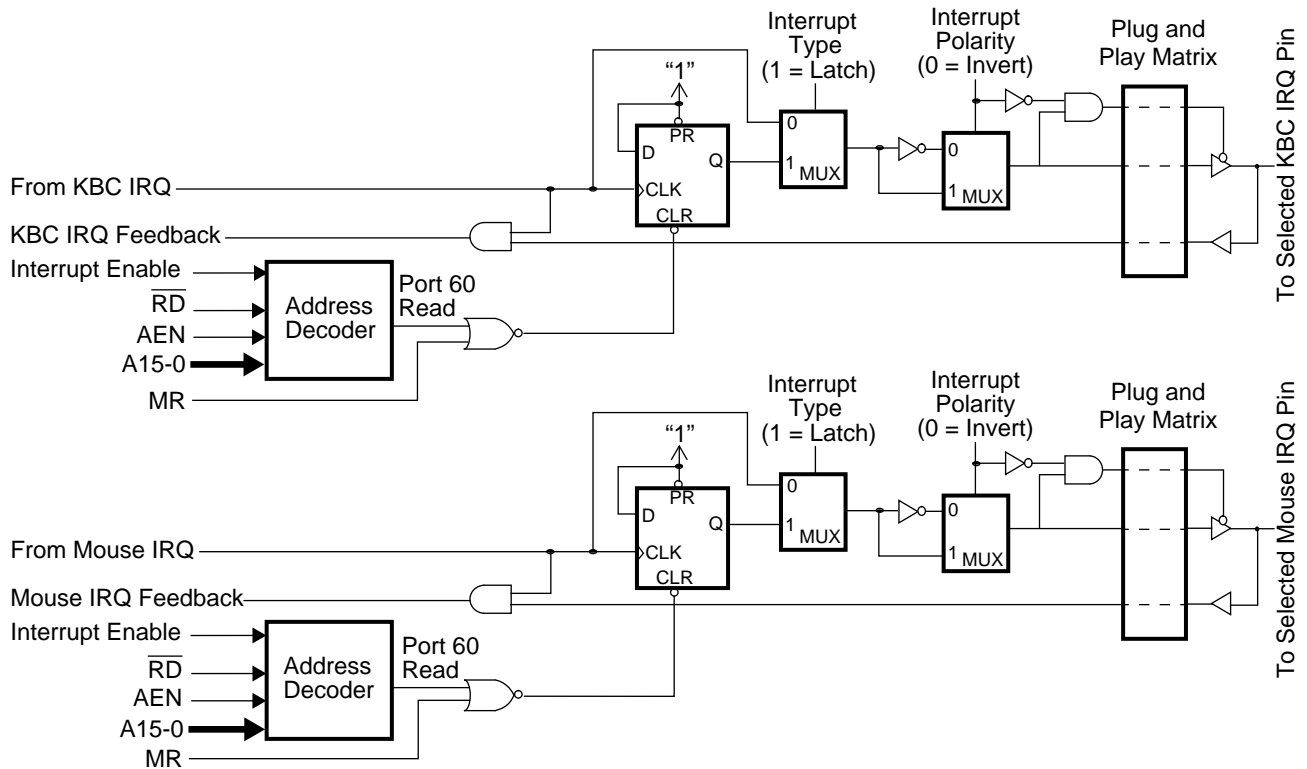 Interrupt
Type
(1 = Latch)
Interrupt
Polarity
(0 = Invert)
Plug and
Play Matrix
“1”
PR
D
Q
CLK
CLR
0
1
MUX
0
1
MUX
From KBC IRQ
KBC IRQ Feedback
Interrupt Enable
RD
AEN
A15-0
MR
Address
Decoder
Port 60
Read
To Selected KBC IRQ Pin
Interrupt
Type
(1 = Latch)
Interrupt
Polarity
(0 = Invert)
Plug and
Play Matrix
“1”
PR
D
Q
CLK
CLR
0
1
MUX
0
1
MUX
From Mouse IRQ
Mouse IRQ Feedback
Interrupt Enable
RD
AEN
A15-0
MR
Address
Decoder
Port 60
Read
To Selected Mouse IRQ Pin